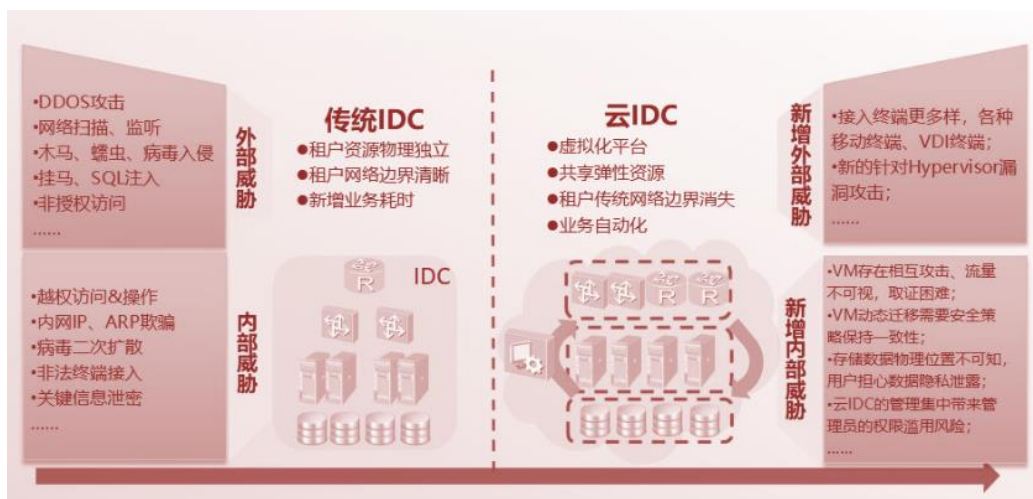 •DDOS攻击
•网络扫描、监听
•木马、蠕虫、病毒入侵
•挂马、SQL注入
•非授权访问
……
外部威胁
•越权访问&操作
•内网IP、ARP欺骗
•病毒二次扩散
•非法终端接入
•关键信息泄密
……
内部威胁
传统IDC
●租户资源物理独立
●租户网络边界清晰
●新增业务耗时
IDC
R
云IDC
●虚拟化平台
●共享弹性资源
●租户传统网络边界消失
●业务自动化
R
R
新增外部威胁
•接入终端更多样，各种
移动终端、VDI终端；
•新的针对Hypervisor漏
洞攻击；
……
新增内部威胁
•VM存在相互攻击、流量
不可视，取证困难；
•VM动态迁移需要安全策
略保持一致性；
•存储数据物理位置不可知，
用户担心数据隐私泄露；
•云IDC的管理集中带来管
理员的权限滥用风险；
……